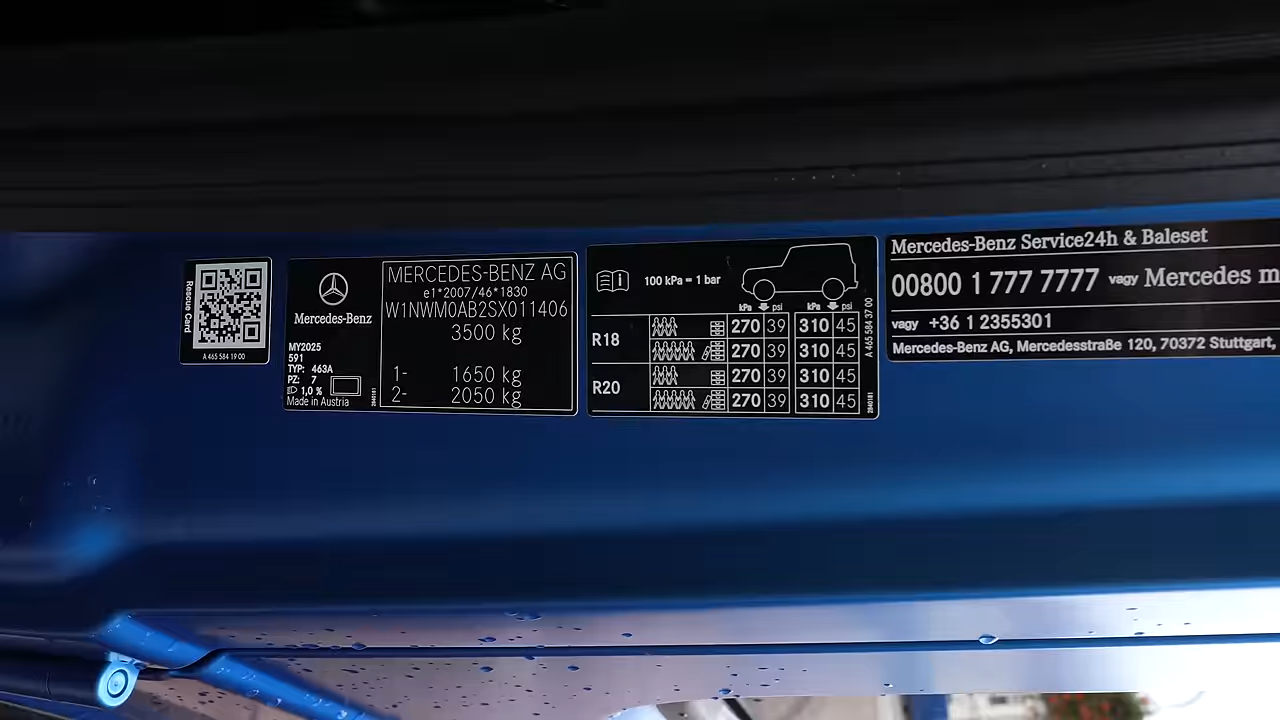 Rescue Card
A 465 584 19 00
Mercedes-Benz
MY2025
591
TYP: 463A
PZ: 7
1,0 %
Made in Austria
2840181
MERCEDES-BENZ AG
e1*2007/46*1830
W1NWM0AB2SX011406
3500 kg
1- 1650 kg
2- 2050 kg
i 100 kPa = 1 bar
kPa psi kPa psi
R18 270 39 310 45
270 39 310 45
R20 270 39 310 45
270 39 310 45
A 465 584 37 00
2840181
Mercedes-Benz Service24h & Baleset
00800 1 777 7777 vagy Mercedes m
vagy +36 1 2355301
Mercedes-Benz AG, Mercedesstraße 120, 70372 Stuttgart,